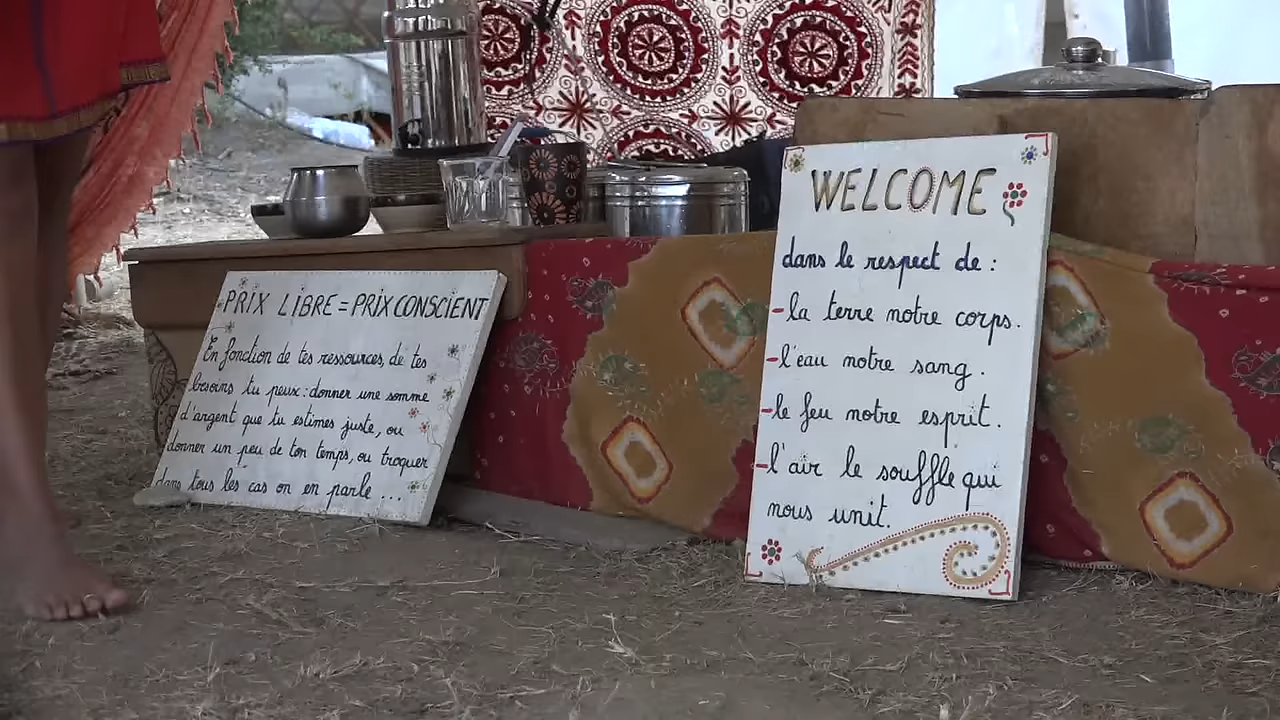 PRIX LIBRE = PRIX CONSCIENT
En fonction de tes ressources, de tes
besoins tu peux : donner une somme
d'argent que tu estimes juste, ou
donner un peu de ton temps, ou troquer
dans tous les cas on en parle ...
WELCOME
dans le respect de :
- la terre notre corps.
- l'eau notre sang.
- le feu notre esprit.
- l'air le souffle qui
nous unit.